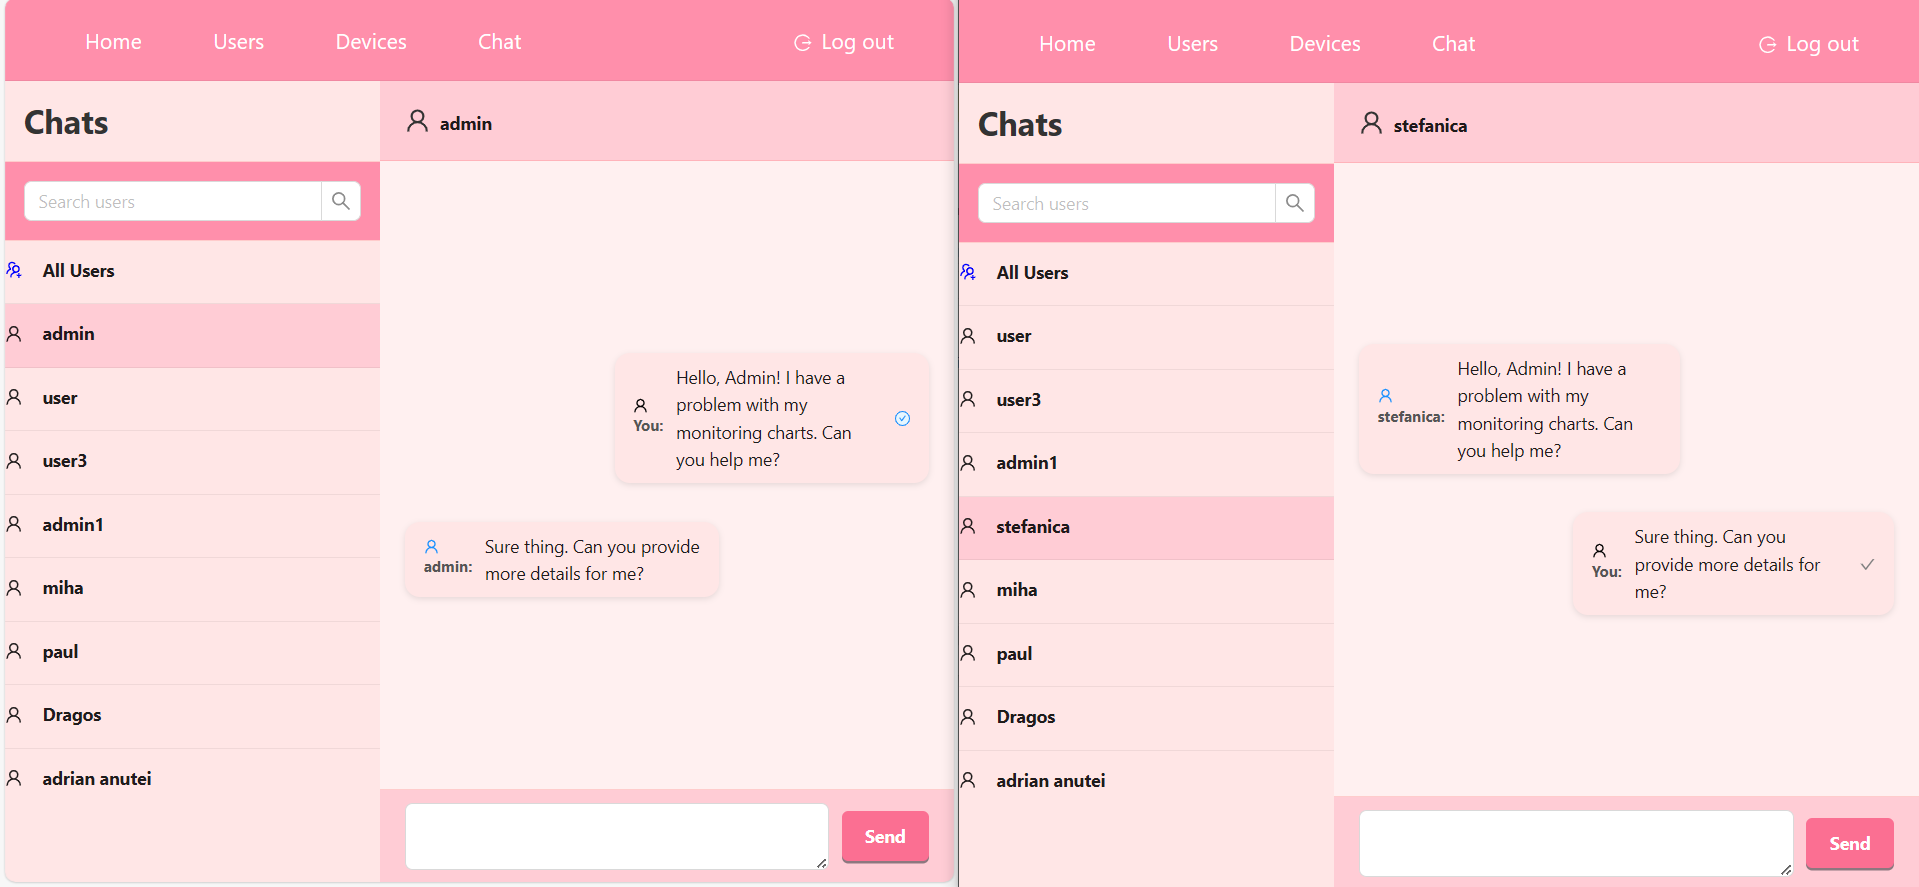 Home Users Devices Chat Log out
Chats
admin
Search users
All Users
admin
user
user3
admin1
miha
paul
Dragos
adrian anutei
You:
Hello, Admin! I have a
problem with my
monitoring charts. Can
you help me?
admin:
Sure thing. Can you provide
more details for me?
Send
Home Users Devices Chat Log out
Chats
stefanica
Search users
All Users
user
user3
admin1
stefanica
miha
paul
Dragos
adrian anutei
stefanica:
Hello, Admin! I have a
problem with my
monitoring charts. Can
you help me?
You:
Sure thing. Can you
provide more details for
me?
Send